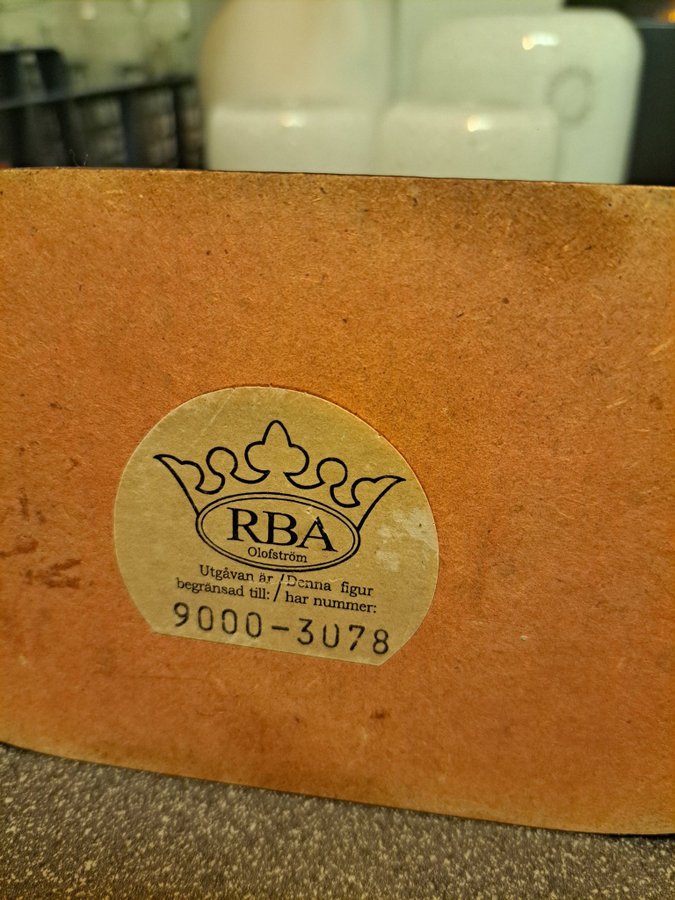 RBA
Olofström
Utgåvan är / Denna figur
begränsad till: / har nummer:
9000-3078